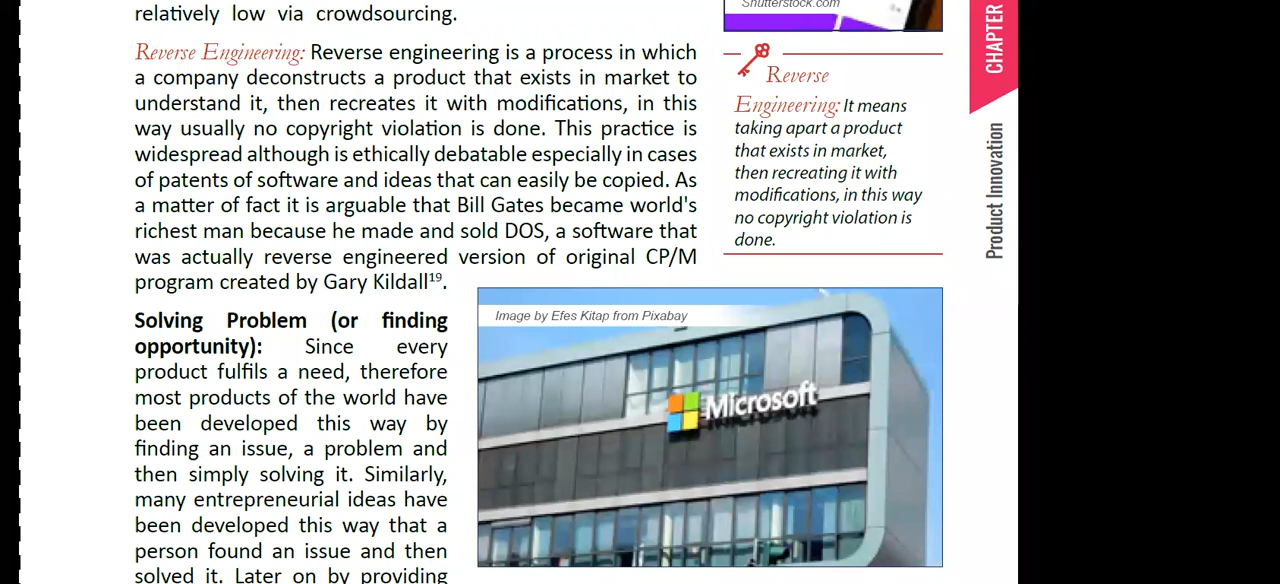 relatively low via crowdsourcing.
Reverse Engineering: Reverse engineering is a process in which
a company deconstructs a product that exists in market to
understand it, then recreates it with modifications, in this
way usually no copyright violation is done. This practice is
widespread although is ethically debatable especially in cases
of patents of software and ideas that can easily be copied. As
a matter of fact it is arguable that Bill Gates became world's
richest man because he made and sold DOS, a software that
was actually reverse engineered version of original CP/M
program created by Gary Kildall¹⁹.
Solving Problem (or finding
opportunity): Since every
product fulfils a need, therefore
most products of the world have
been developed this way by
finding an issue, a problem and
then simply solving it. Similarly,
many entrepreneurial ideas have
been developed this way that a
person found an issue and then
solved it. Later on by providing
Shutterstock.com
Reverse
Engineering: It means
taking apart a product
that exists in market,
then recreating it with
modifications, in this way
no copyright violation is
done.
Image by Efes Kitap from Pixabay
Microsoft
CHAPTER
Product Innovation